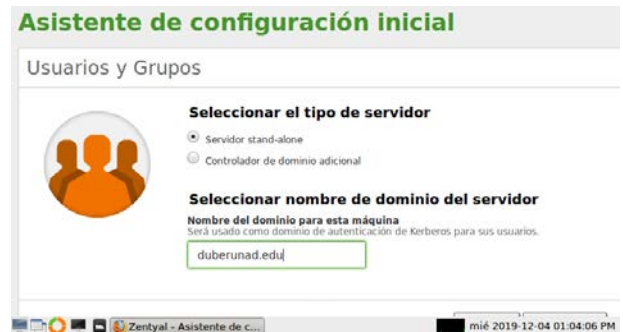 Asistente de configuración inicial
Usuarios y Grupos
Seleccionar el tipo de servidor
Servidor stand-alone
Controlador de dominio adicional
Seleccionar nombre de dominio del servidor
Nombre del dominio para esta máquina
Será usado como dominio de autenticación de Kerberos para sus usuarios.
duberunad.edu
Zentyal - Asistente de c...
mié 2019-12-04 01:04:06 PM